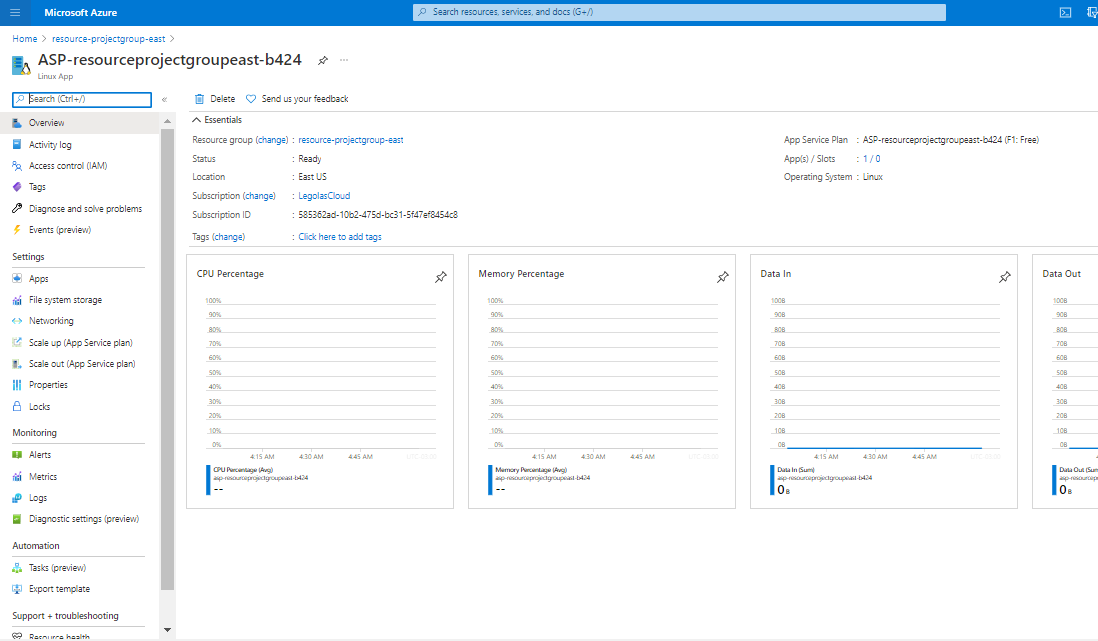 Microsoft Azure
Search resources, services, and docs (G+/)
Home > resource-projectgroup-east >
ASP-resourceprojectgroupeast-b424
Linux App
Search (Ctrl+/)
«
Overview
Activity log
Access control (IAM)
Tags
Diagnose and solve problems
Events (preview)
Settings
Apps
File system storage
Networking
Scale up (App Service plan)
Scale out (App Service plan)
Properties
Locks
Monitoring
Alerts
Metrics
Logs
Diagnostic settings (preview)
Automation
Tasks (preview)
Export template
Support + troubleshooting
Resource health
Delete Send us your feedback
Essentials
Resource group (change) : resource-projectgroup-east
Status : Ready
Location : East US
Subscription (change) : LegolasCloud
Subscription ID : 585362ad-10b2-475d-bc31-5f47ef8454c8
Tags (change) : Click here to add tags
App Service Plan : ASP-resourceprojectgroupeast-b424 (F1: Free)
App(s) / Slots : 1 / 0
Operating System : Linux
CPU Percentage
100%
90%
80%
70%
60%
50%
40%
30%
20%
10%
0%
4:15 AM 4:30 AM 4:45 AM
CPU Percentage (Avg)
asp-resourceprojectgroupeast-b424
--
Memory Percentage
100%
90%
80%
70%
60%
50%
40%
30%
20%
10%
0%
4:15 AM 4:30 AM 4:45 AM
Memory Percentage (Avg)
asp-resourceprojectgroupeast-b424
--
Data In
100B
90B
80B
70B
60B
50B
40B
30B
20B
10B
0B
4:15 AM 4:30 AM 4:45 AM
Data In (Sum)
asp-resourceprojectgroupeast-b424
0 B
Data Out
100B
90B
80B
70B
60B
50B
40B
30B
20B
10B
0B
Data Out (Sum
asp-resourcep
0 B